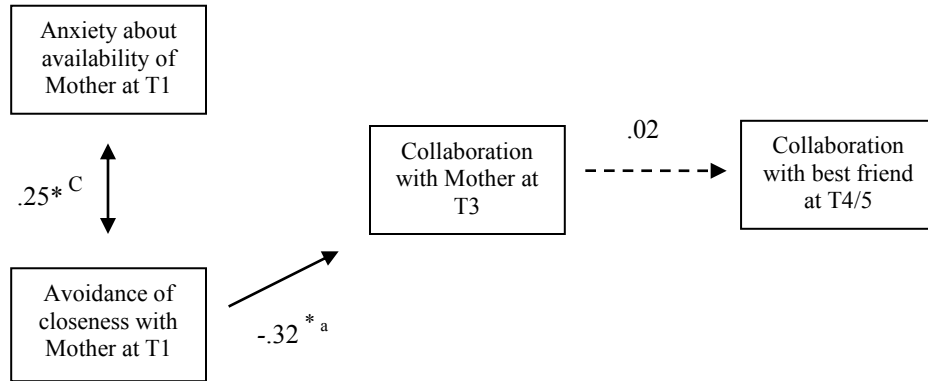 Anxiety about
availability of
Mother at T1
.25* C
Avoidance of
closeness with
Mother at T1
-.32 * a
Collaboration
with Mother at
T3
.02
Collaboration
with best friend
at T4/5